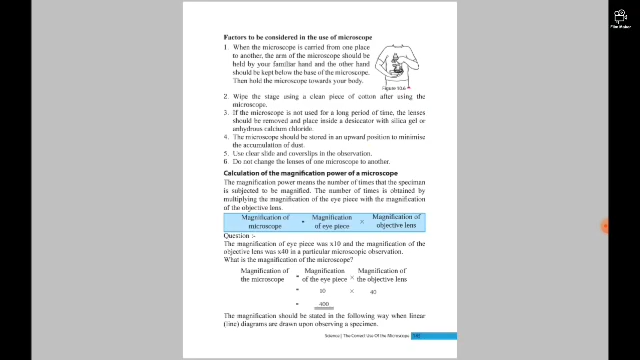 Film Maker
Factors to be considered in the use of microscope
1. When the microscope is carried from one place
to another, the arm of the microscope should be
held by your familiar hand and the other hand
should be kept below the base of the microscope.
Then hold the microscope towards your body.
Figure 10.6
2. Wipe the stage using a clean piece of cotton after using the
microscope.
3. If the microscope is not used for a long period of time, the lenses
should be removed and place inside a desiccator with silica gel or
anhydrous calcium chloride.
4. The microscope should be stored in an upward position to minimise
the accumulation of dust.
5. Use clear slide and coverslips in the observation.
6. Do not change the lenses of one microscope to another.
Calculation of the magnification power of a microscope
The magnification power means the number of times that the specimen
is subjected to be magnified. The number of times is obtained by
multiplying the magnification of the eye piece with the magnification
of the objective lens.
Magnification of microscope = Magnification of eye piece × Magnification of objective lens
Question :-
The magnification of eye piece was x10 and the magnification of the
objective lens was x40 in a particular microscopic observation.
What is the magnification of the microscope?
Magnification of the microscope = Magnification of the eye piece × Magnification of the objective lens
= 10 × 40
= 400
The magnification should be stated in the following way when linear
(line) diagrams are drawn upon observing a specimen.
Science | The Correct Use Of the Microscope